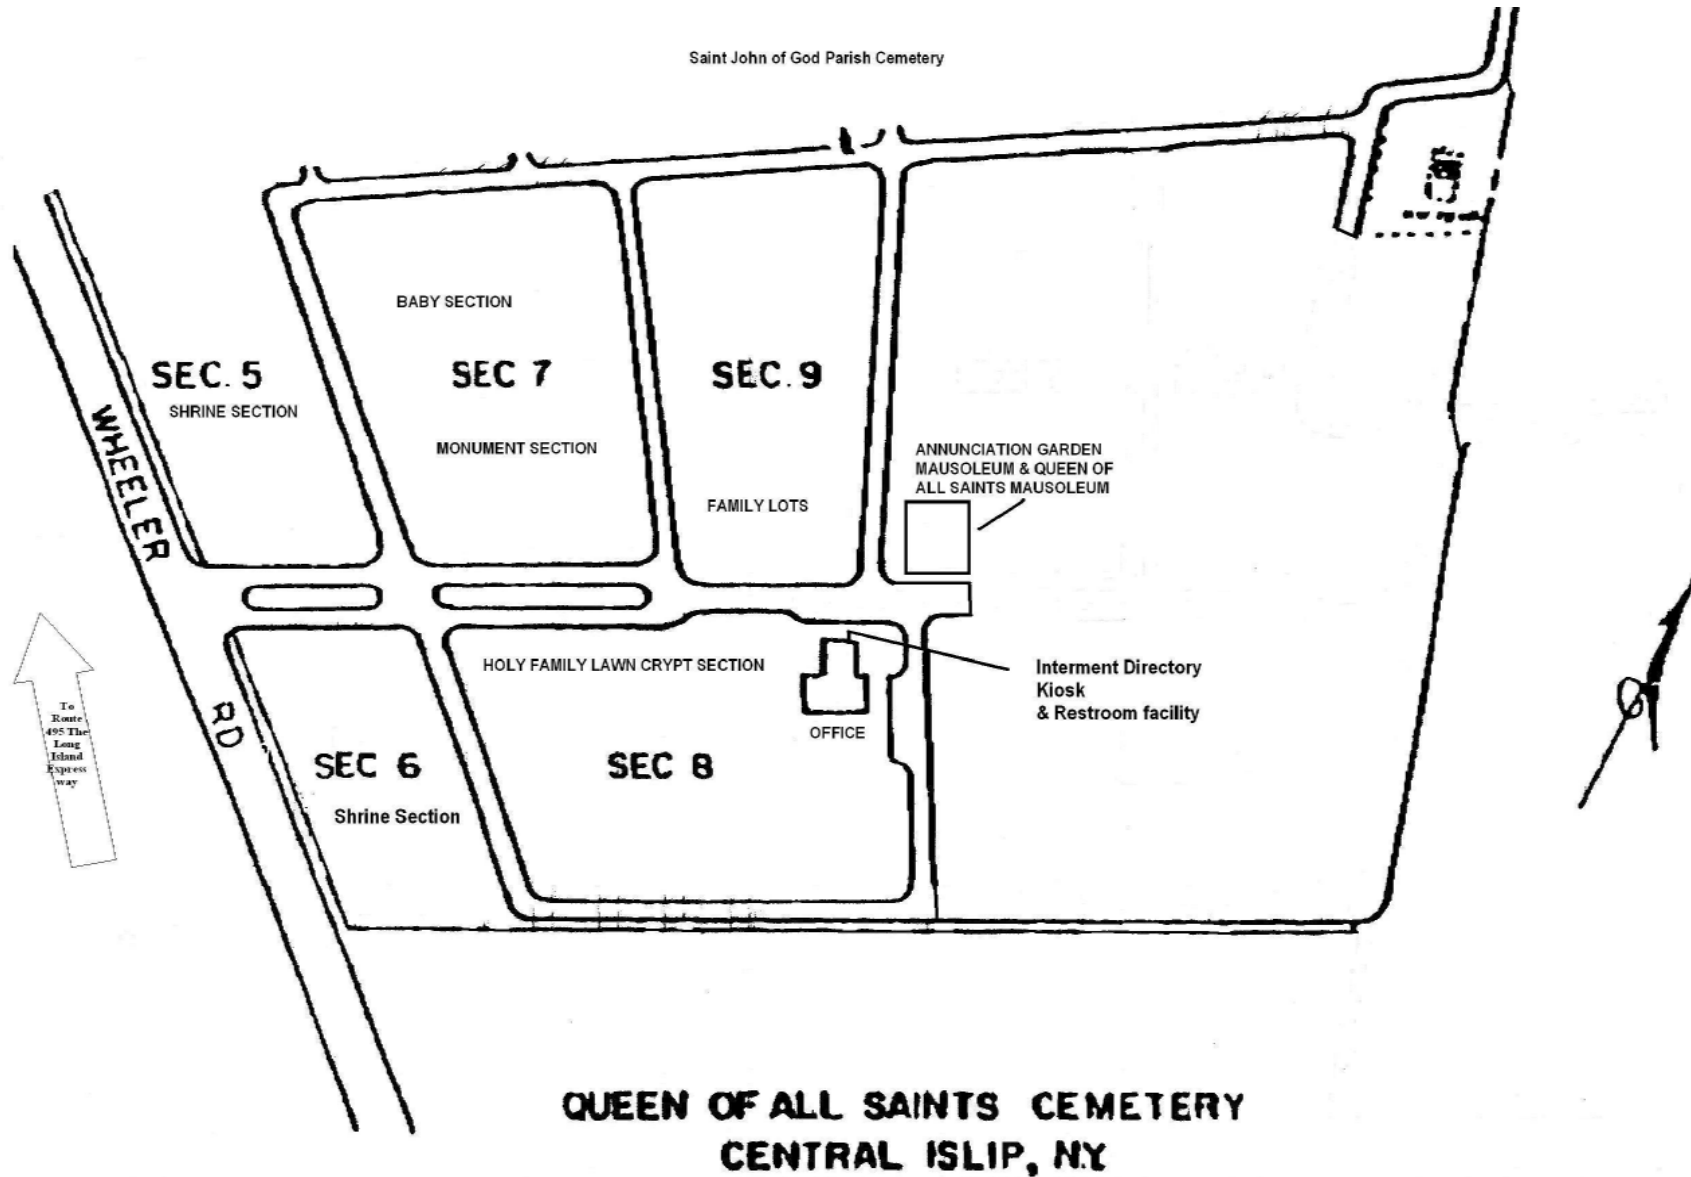 Saint John of God Parish Cemetery
BABY SECTION
SEC. 5
SEC 7
SEC. 9
SHRINE SECTION
WHEELER
MONUMENT SECTION
ANNUNCIATION GARDEN
MAUSOLEUM & QUEEN OF
ALL SAINTS MAUSOLEUM
FAMILY LOTS
HOLY FAMILY LAWN CRYPT SECTION
Interment Directory
Kiosk
& Restroom facility
To
Route
495 The
Long
Island
Express
way
RD
OFFICE
SEC 6
SEC 8
Shrine Section
QUEEN OF ALL SAINTS CEMETERY
CENTRAL ISLIP, N.Y